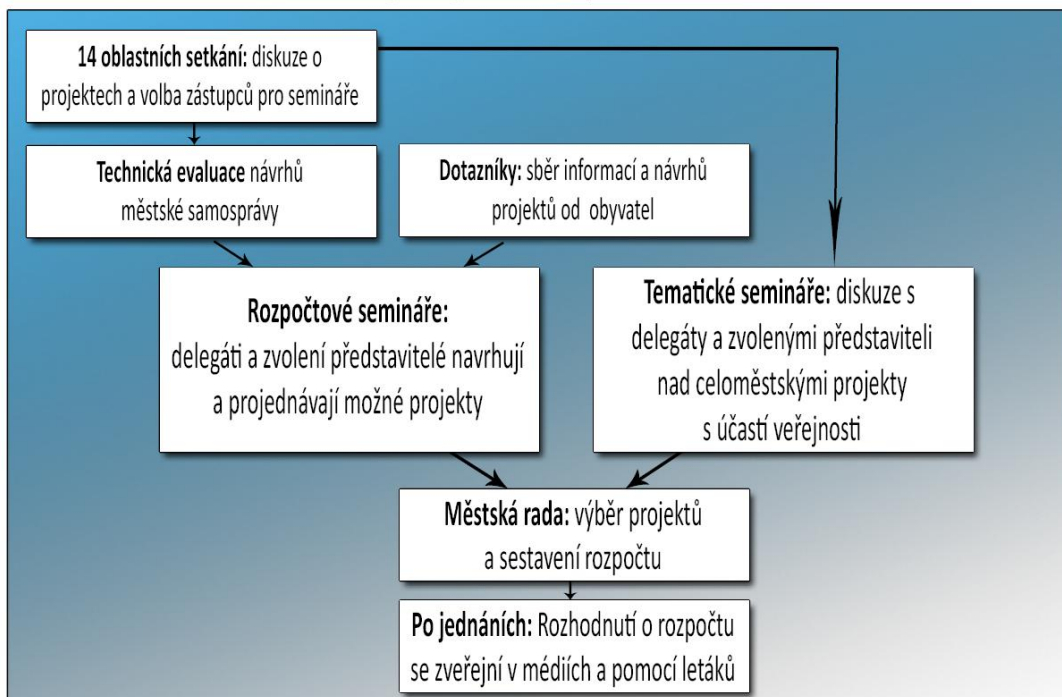 14 oblastních setkání: diskuze o
projektech a volba zástupců pro semináře
Technická evaluace návrhů
městské samosprávy
Dotazníky: sběr informací a návrhů
projektů od obyvatel
Rozpočtové semináře:
delegáti a zvolení představitelé navrhují
a projednávají možné projekty
Tematické semináře: diskuze s
delegáty a zvolenými představiteli
nad celoměstskými projekty
s účastí veřejnosti
Městská rada: výběr projektů
a sestavení rozpočtu
Po jednáních: Rozhodnutí o rozpočtu
se zveřejní v médiích a pomocí letáků